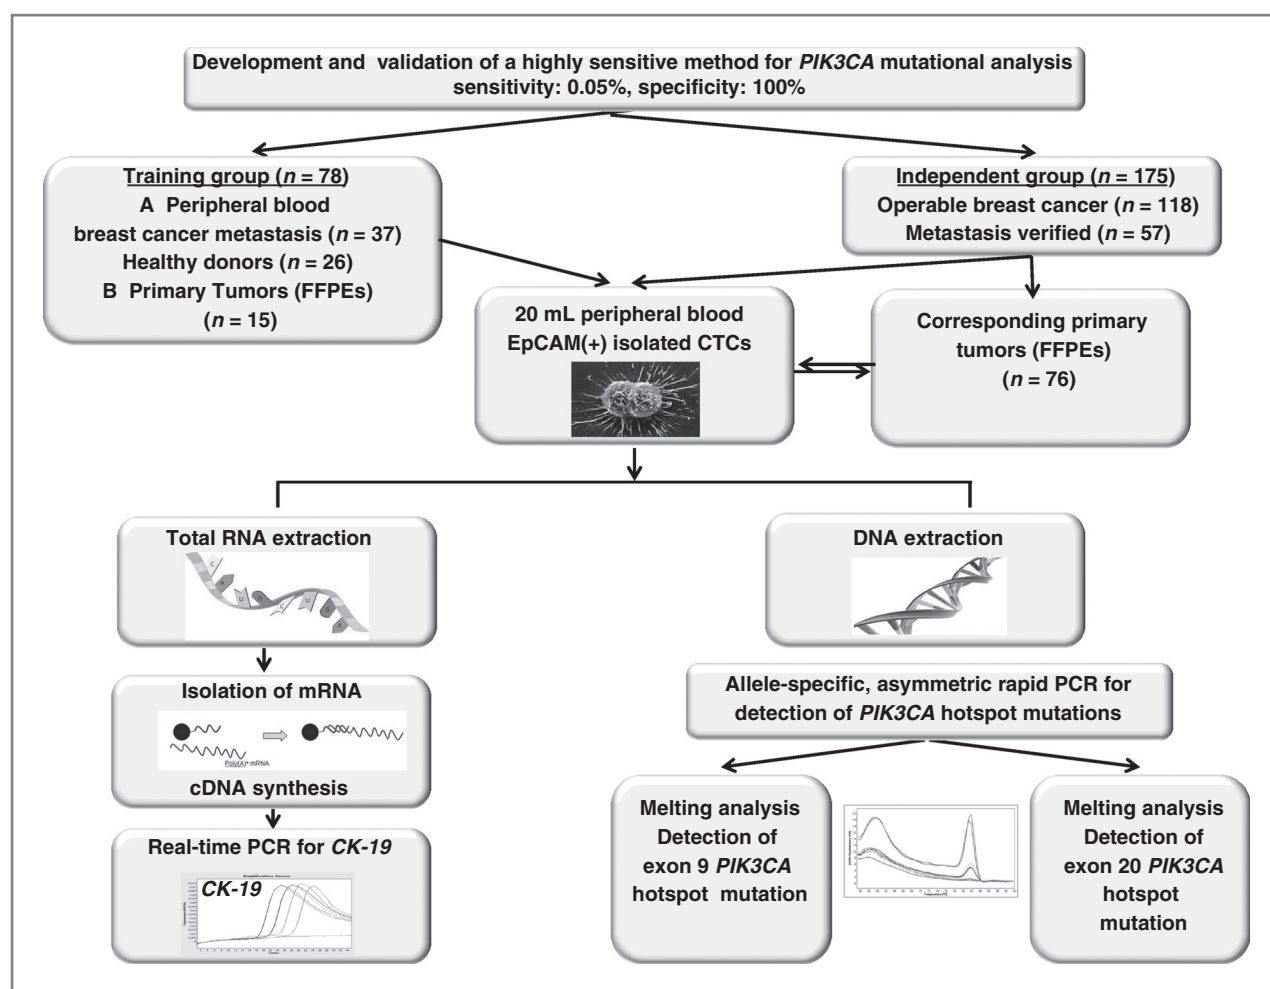 Development and validation of a highly sensitive method for PIK3CA mutational analysis
sensitivity: 0.05%, specificity: 100%
Training group (n = 78)
A Peripheral blood
breast cancer metastasis (n = 37)
Healthy donors (n = 26)
B Primary Tumors (FFPEs)
(n = 15)
Independent group (n = 175)
Operable breast cancer (n = 118)
Metastasis verified (n = 57)
20 mL peripheral blood
EpCAM(+) isolated CTCs
Corresponding primary
tumors (FFPEs)
(n = 76)
Total RNA extraction
C
A
U
G
C
U
G
A
DNA extraction
Isolation of mRNA
Poly(A)+ mRNA
cDNA synthesis
Allele-specific, asymmetric rapid PCR for
detection of PIK3CA hotspot mutations
Real-time PCR for CK-19
CK-19
Melting analysis
Detection of
exon 9 PIK3CA
hotspot mutation
Melting analysis
Detection of
exon 20 PIK3CA
hotspot
mutation